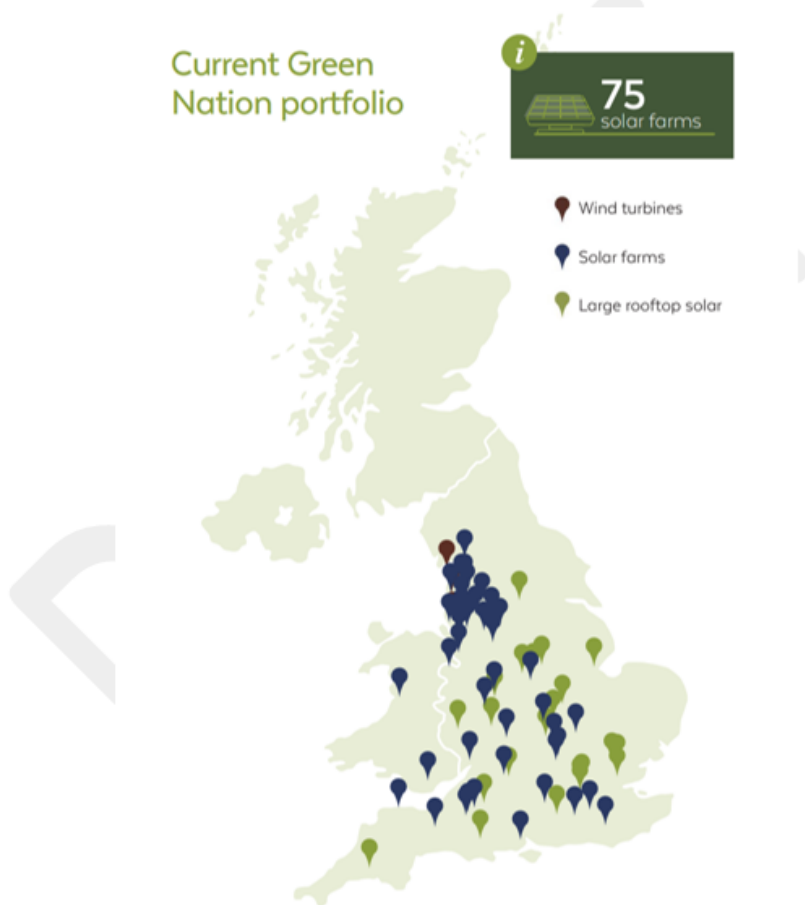 Current Green
Nation portfolio
i
75
solar farms
Wind turbines
Solar farms
Large rooftop solar